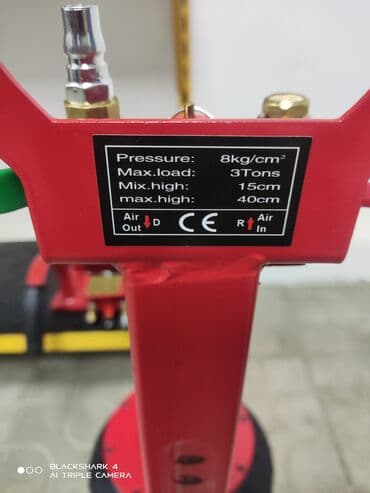 Pressure: 8kg/cm²
Max.load: 3Tons
Mix.high: 15cm
max.high: 40cm
Air Out ↓D CE R↑ Air In
BLACKSHARK 4
AI TRIPLE CAMERA